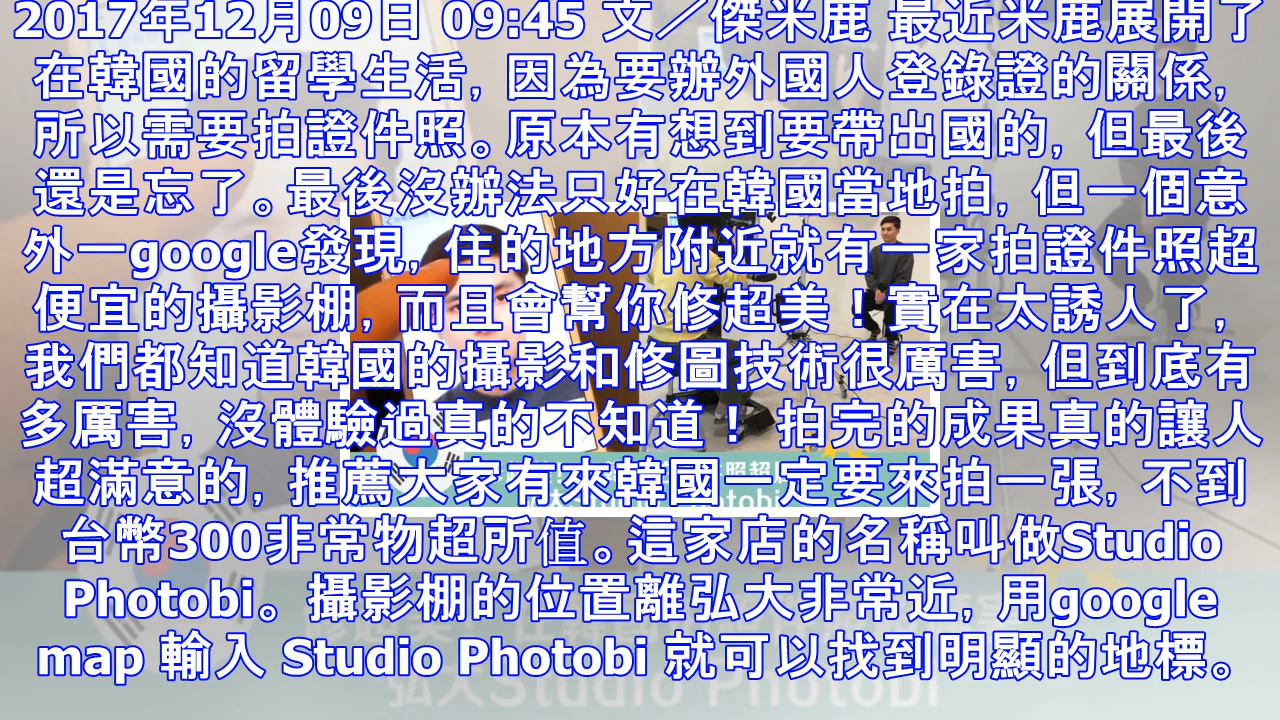 2017年12月09日 09:45 文／傑米鹿 最近米鹿展開了
在韓國的留學生活，因為要辦外國人登錄證的關係，
所以需要拍證件照。原本有想到要帶出國的，但最後
還是忘了。最後沒辦法只好在韓國當地拍，但一個意
外一google發現，住的地方附近就有一家拍證件照超
便宜的攝影棚，而且會幫你修超美！實在太誘人了，
我們都知道韓國的攝影和修圖技術很厲害，但到底有
多厲害，沒體驗過真的不知道！ 拍完的成果真的讓人
超滿意的，推薦大家有來韓國一定要來拍一張，不到
台幣300非常物超所值。這家店的名稱叫做Studio
Photobi。攝影棚的位置離弘大非常近，用google
map 輸入 Studio Photobi 就可以找到明顯的地標。
弘大Studio Photobi